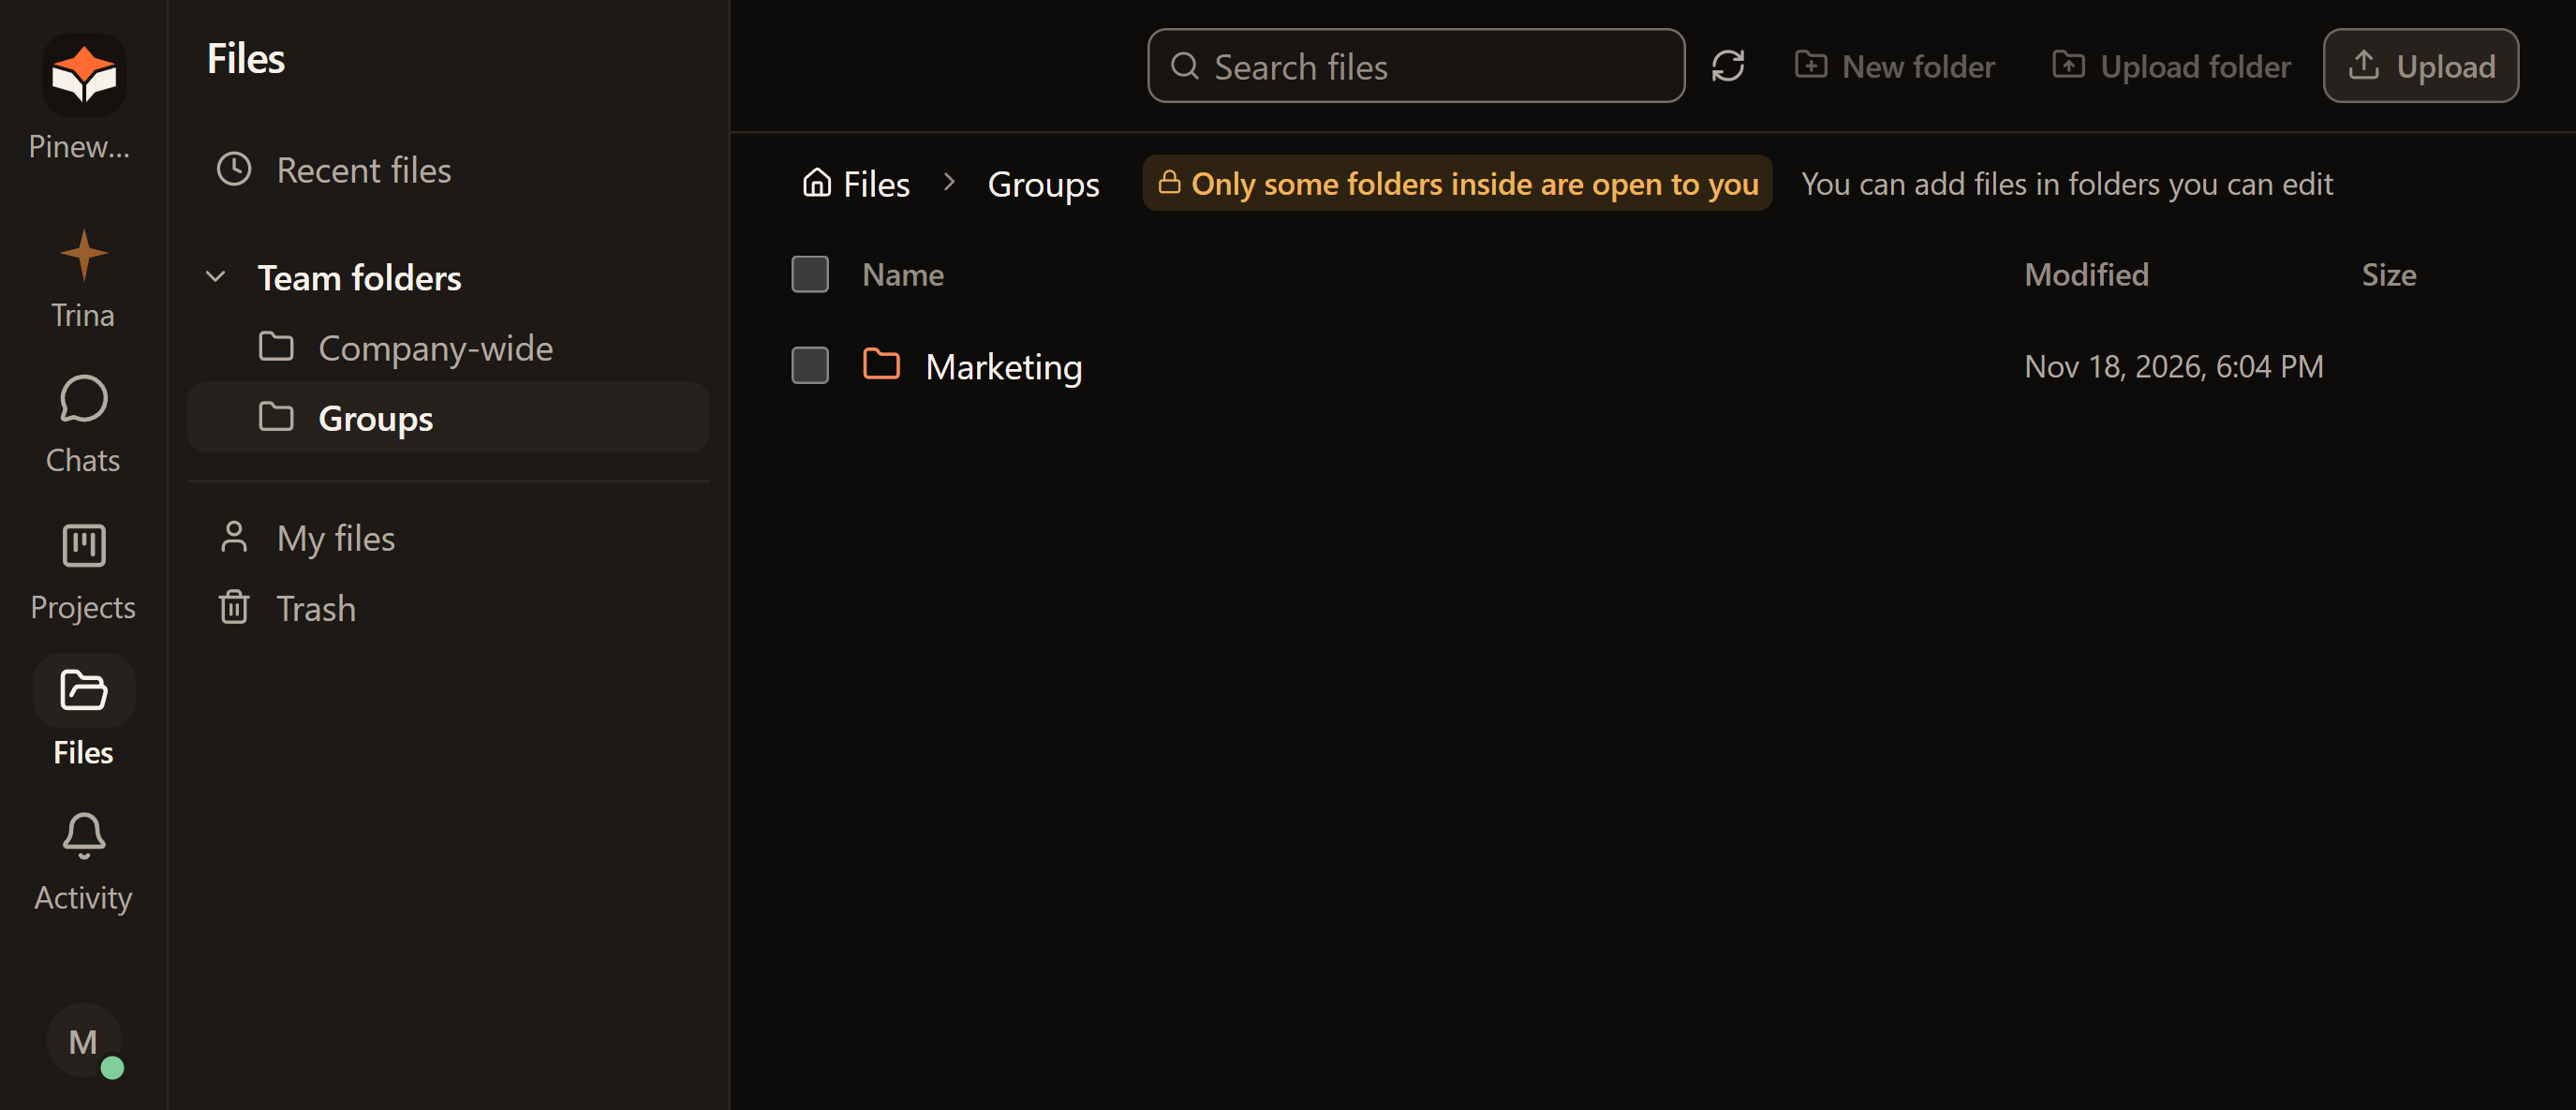 Pinew...
Trina
Chats
Projects
Files
Activity
M
Files
Recent files
Team folders
Company-wide
Groups
My files
Trash
Search files
New folder
Upload folder
Upload
Files > Groups Only some folders inside are open to you You can add files in folders you can edit
Name Modified Size
Marketing Nov 18, 2026, 6:04 PM